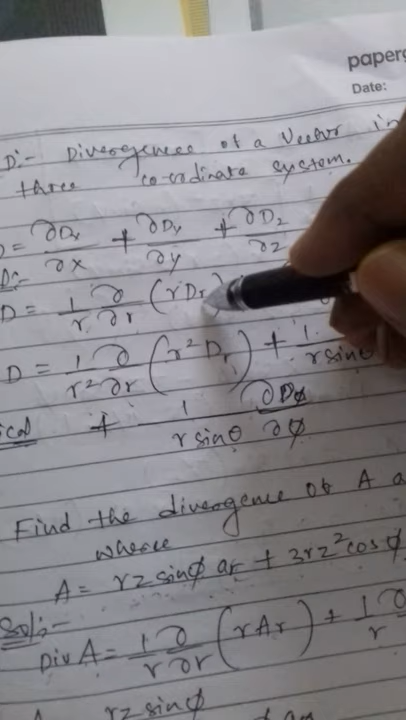 paper
Date:
D:- Divergence of a Vector in
three co-ordinate system.
= ∂Dx/∂x + ∂Dy/∂y + ∂Dz/∂z
D = 1/r ∂/∂r (rDr)
D = 1/r² ∂/∂r (r²Dr) + 1/r sinθ
ical + 1/r sinθ ∂Dφ/∂φ
Find the divergence of A a
where
A = rz sinφ ar + 3rz² cosφ
Sol:-
Div A = 1/r ∂/∂r (rAr) + 1/r ∂
rz sinφ